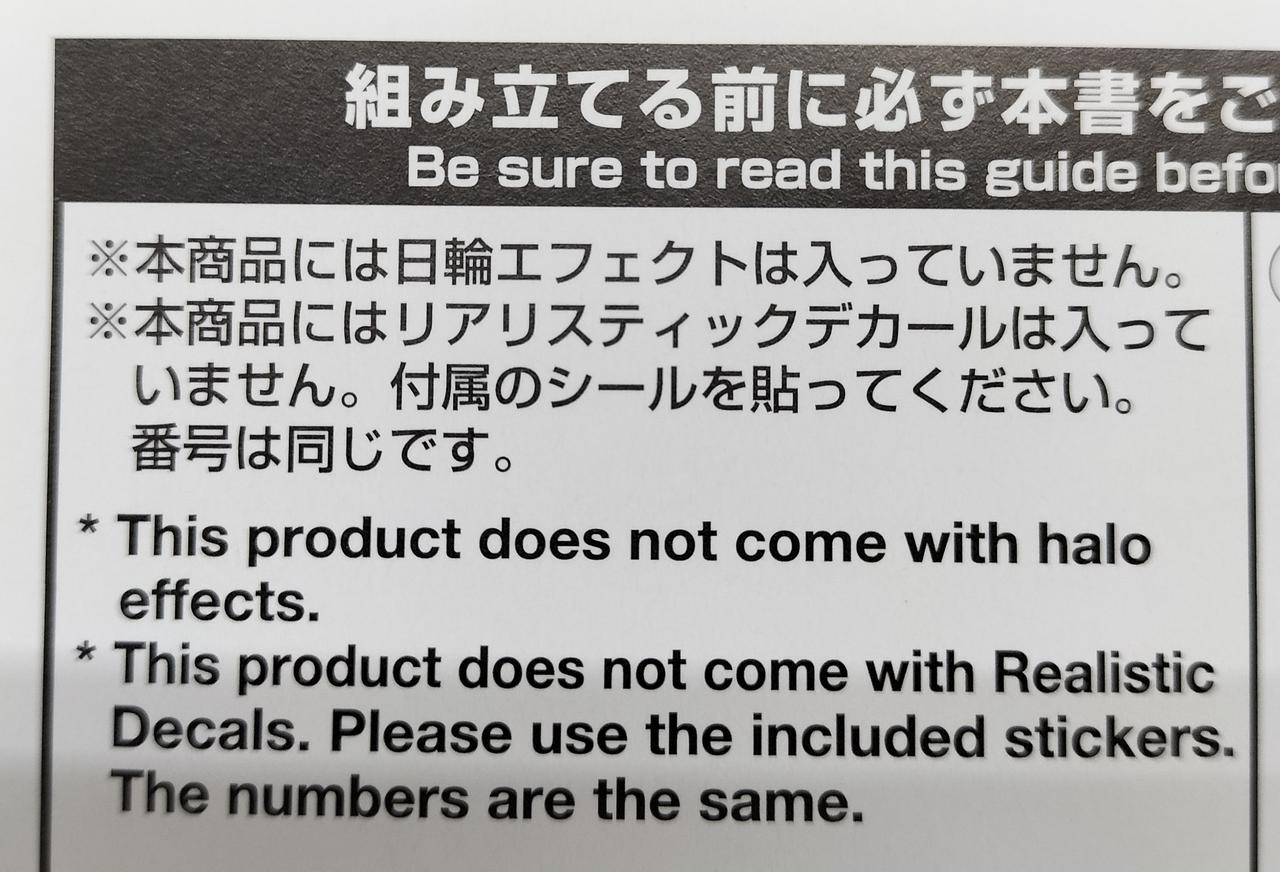 組み立てる前に必ず本書をご
Be sure to read this guide befo
※本商品には日輪エフェクトは入っていません。
※本商品にはリアリスティックデカールは入って
いません。付属のシールを貼ってください。
番号は同じです。
* This product does not come with halo
effects.
* This product does not come with Realistic
Decals. Please use the included stickers.
The numbers are the same.